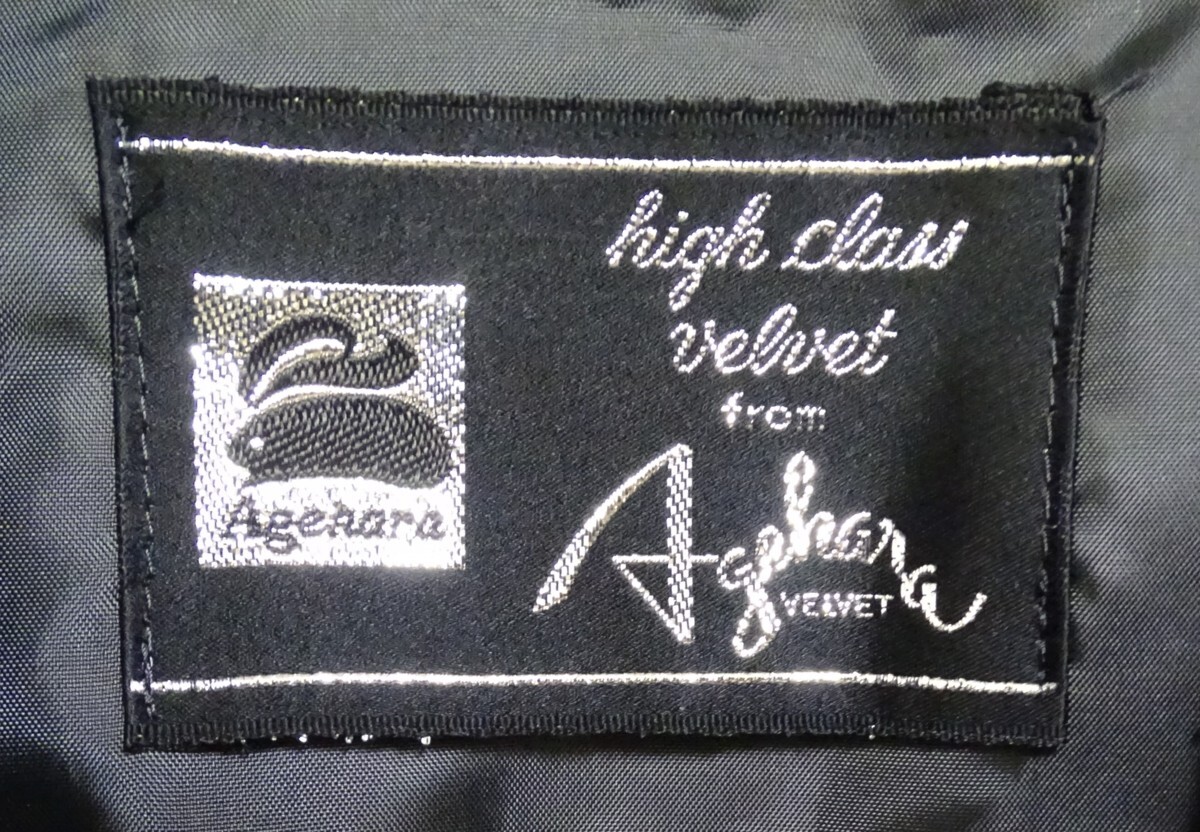 high class
velvet
from
Agehara
VELVET
Agehara